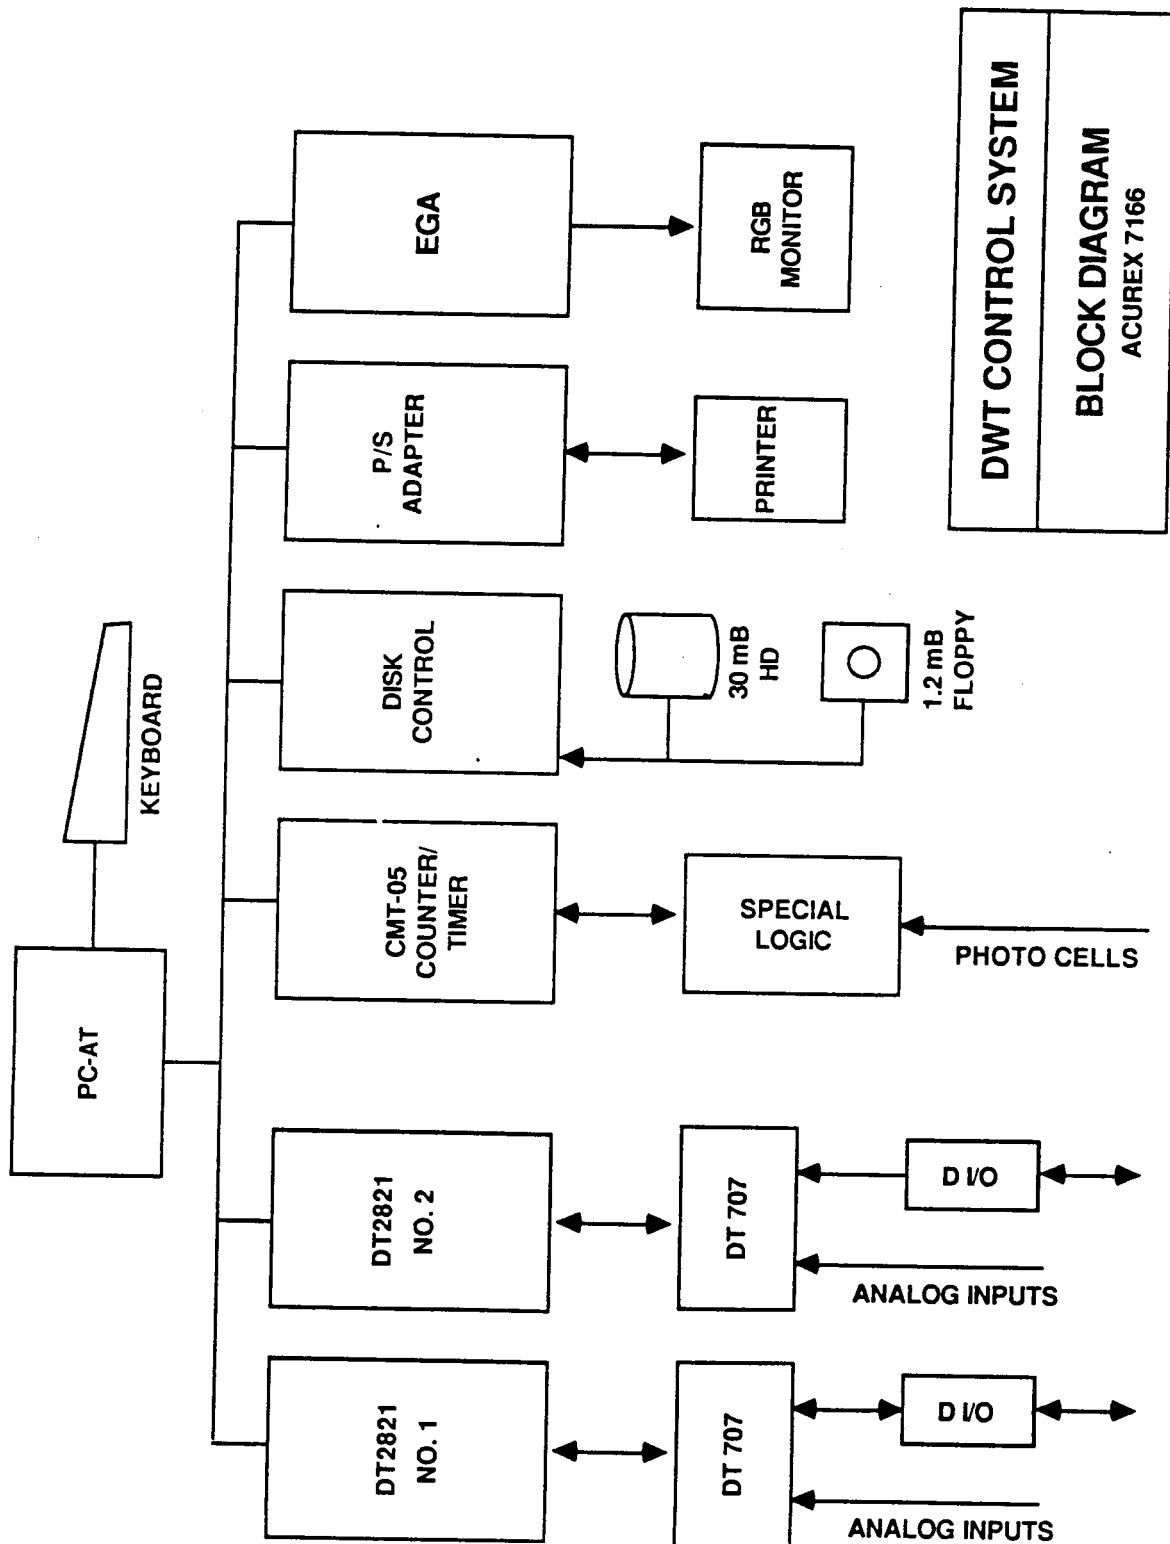 PC-AT
KEYBOARD
DT2821
NO. 1
DT2821
NO. 2
CMT-05
COUNTER/
TIMER
DISK
CONTROL
P/S
ADAPTER
EGA
DT 707
DT 707
SPECIAL
LOGIC
30 mB
HD
PRINTER
RGB
MONITOR
ANALOG INPUTS
D I/O
ANALOG INPUTS
D I/O
PHOTO CELLS
1.2 mB
FLOPPY
DWT CONTROL SYSTEM
BLOCK DIAGRAM
ACUREX 7166